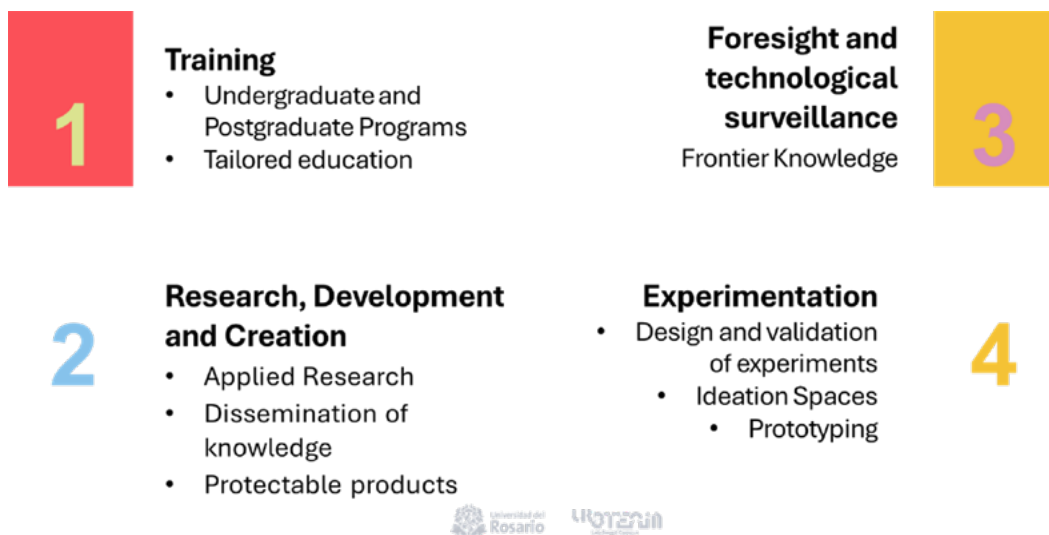 1
Training
• Undergraduate and
Postgraduate Programs
• Tailored education
2
Research, Development
and Creation
• Applied Research
• Dissemination of
knowledge
• Protectable products
Foresight and
technological
surveillance
Frontier Knowledge
3
Experimentation
• Design and validation
of experiments
• Ideation Spaces
• Prototyping
4
Universidad del
Rosario